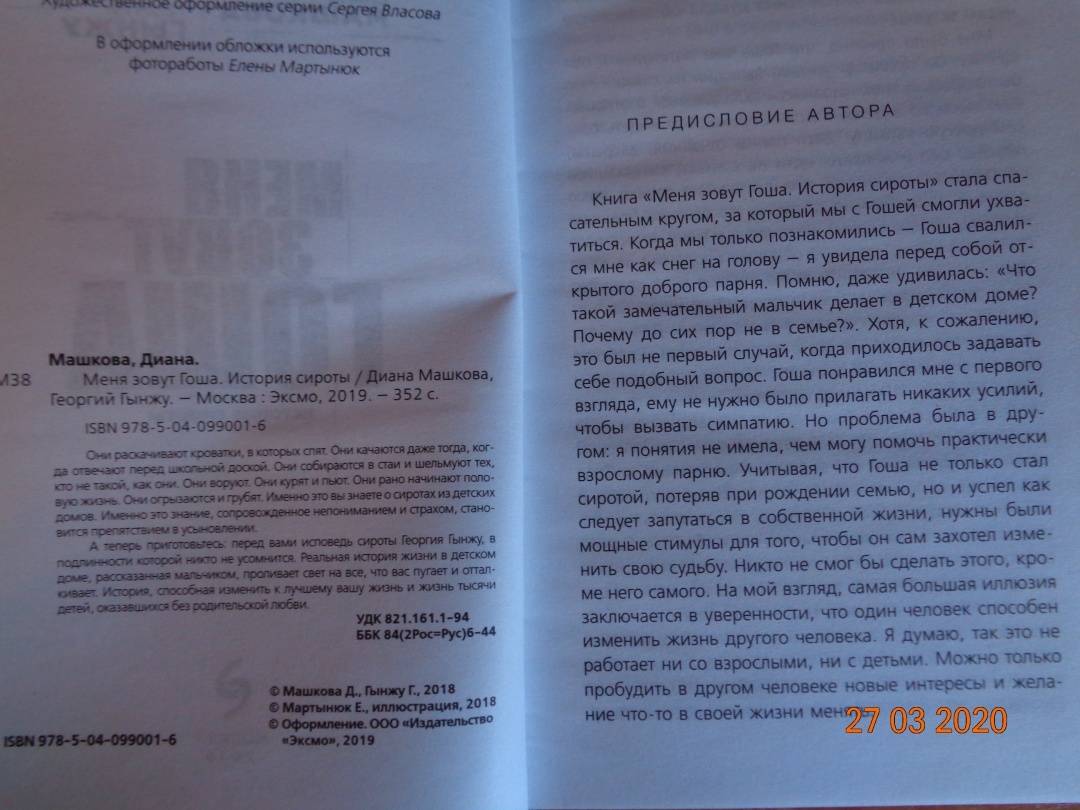 Художественное оформление серии Сергея Власова
В оформлении обложки используются
фотоработы Елены Мартынюк
МЕНЯ
ЗОВУТ
ГОША
Машкова, Диана.
М38
Меня зовут Гоша. История сироты / Диана Машкова,
Георгий Гынжу. – Москва : Эксмо, 2019. – 352 с.
ISBN 978-5-04-099001-6
Они раскачивают кроватки, в которых спят. Они качаются даже тогда, ког-
да отвечают перед школьной доской. Они собираются в стаи и шельмуют тех,
кто не такой, как они. Они воруют. Они курят и пьют. Они рано начинают поло-
вую жизнь. Они огрызаются и грубят. Именно это вы знаете о сиротах из детских
домов. Именно это знание, сопровожденное непониманием и страхом, стано-
вится препятствием в усыновлении.
А теперь приготовьтесь: перед вами исповедь сироты Георгия Гынжу, в
подлинности которой никто не усомнится. Реальная история жизни в детском
доме, рассказанная мальчиком, проливает свет на все, что вас пугает и оттал-
кивает. История, способная изменить к лучшему вашу жизнь и жизнь тысячи
детей, оказавшихся без родительской любви.
УДК 821.161.1-94
ББК 84(2Рос=Рус)6-44
© Машкова Д., Гынжу Г., 2018
© Мартынюк Е., иллюстрация, 2018
© Оформление. ООО «Издательство
«Эксмо», 2019
ISBN 978-5-04-099001-6
ПРЕДИСЛОВИЕ АВТОРА
Книга «Меня зовут Гоша. История сироты» стала спа-
сательным кругом, за который мы с Гошей смогли ухва-
титься. Когда мы только познакомились – Гоша свалил-
ся мне как снег на голову – я увидела перед собой от-
крытого доброго парня. Помню, даже удивилась: «Что
такой замечательный мальчик делает в детском доме?
Почему до сих пор не в семье?». Хотя, к сожалению,
это был не первый случай, когда приходилось задавать
себе подобный вопрос. Гоша понравился мне с первого
взгляда, ему не нужно было прилагать никаких усилий,
чтобы вызвать симпатию. Но проблема была в дру-
гом: я понятия не имела, чем могу помочь практически
взрослому парню. Учитывая, что Гоша не только стал
сиротой, потеряв при рождении семью, но и успел как
следует запутаться в собственной жизни, нужны были
мощные стимулы для того, чтобы он сам захотел изме-
нить свою судьбу. Никто не смог бы сделать этого, кро-
ме него самого. На мой взгляд, самая большая иллюзия
заключается в уверенности, что один человек способен
изменить жизнь другого человека. Я думаю, так это не
работает ни со взрослыми, ни с детьми. Можно только
пробудить в другом человеке новые интересы и жела-
ние что-то в своей жизни
27 03 2020